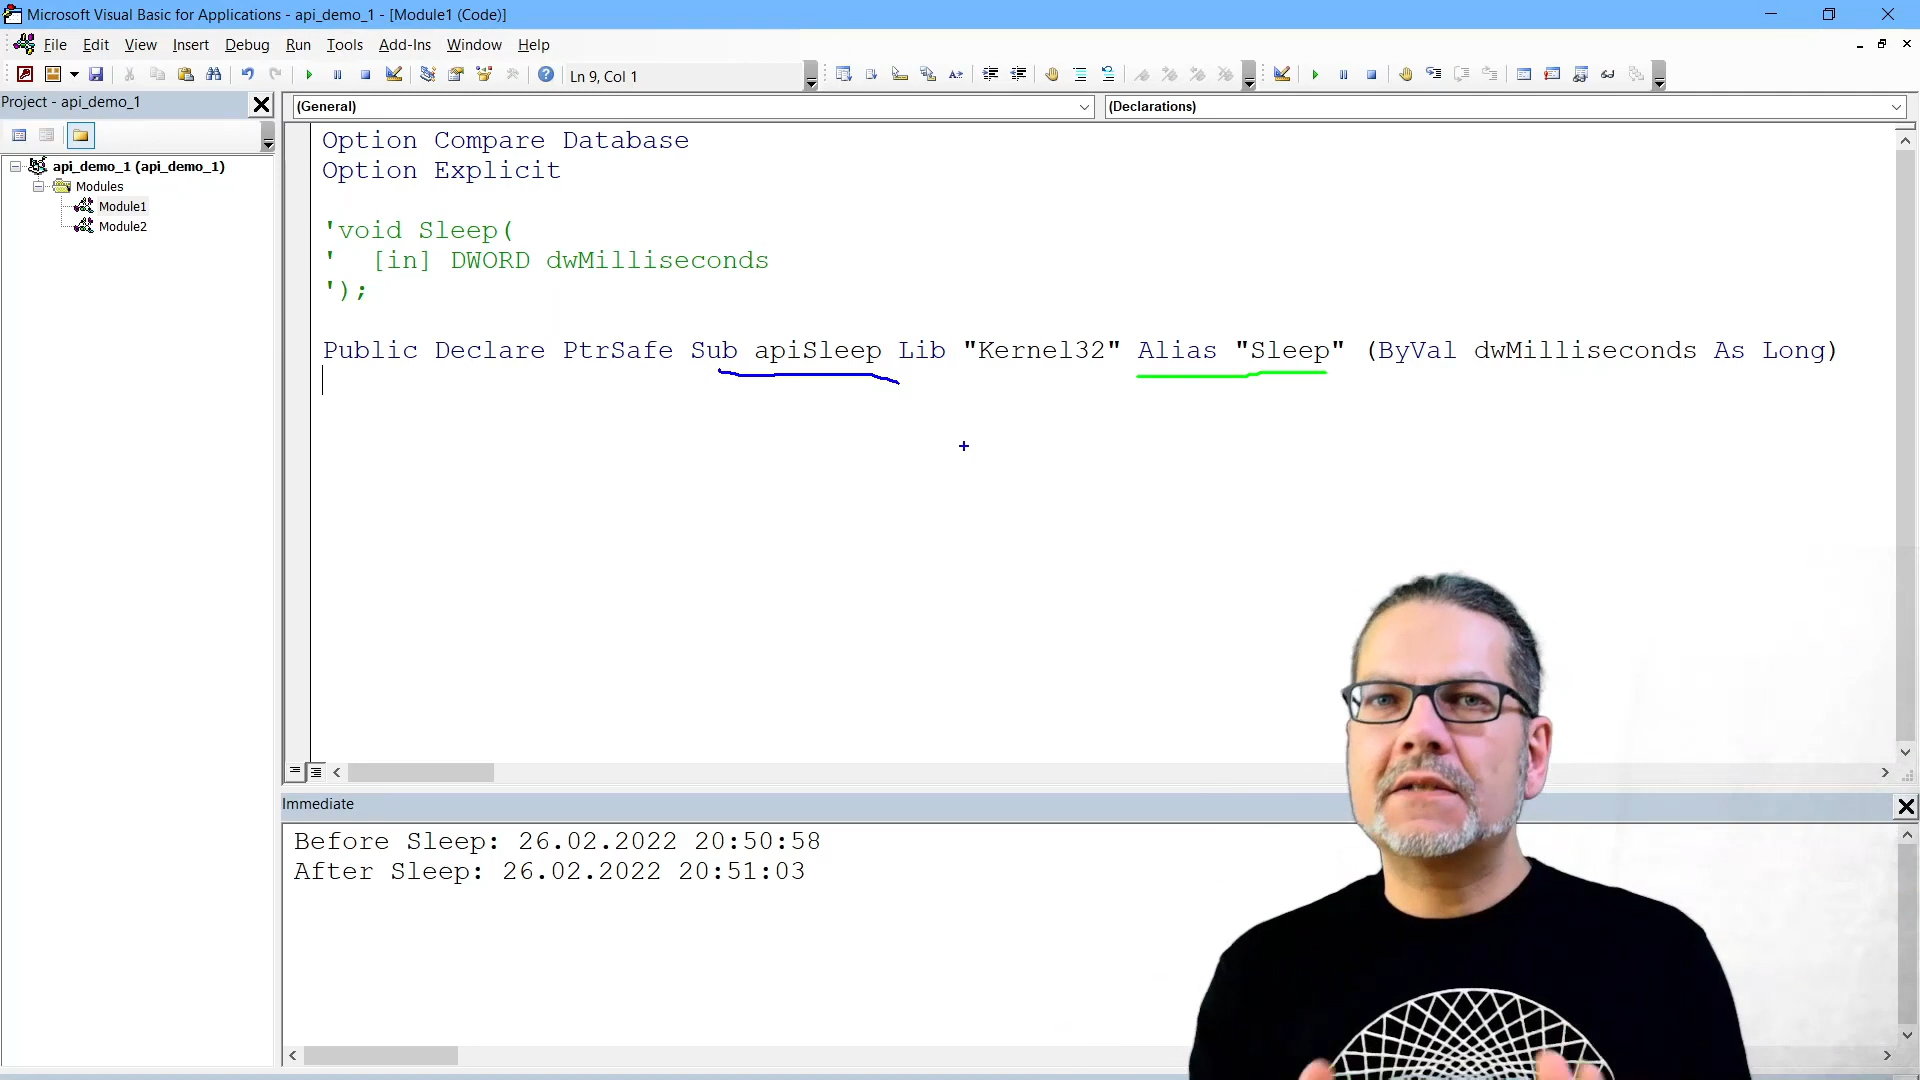 Microsoft Visual Basic for Applications - api_demo_1 - [Module1 (Code)]
File Edit View Insert Debug Run Tools Add-Ins Window Help
Ln 9, Col 1
Project - api_demo_1
(General) (Declarations)
api_demo_1 (api_demo_1)
Modules
Module1
Module2
Option Compare Database
Option Explicit
'void Sleep(
'  [in] DWORD dwMilliseconds
');
Public Declare PtrSafe Sub apiSleep Lib "Kernel32" Alias "Sleep" (ByVal dwMilliseconds As Long)
Immediate
Before Sleep: 26.02.2022 20:50:58
After Sleep: 26.02.2022 20:51:03